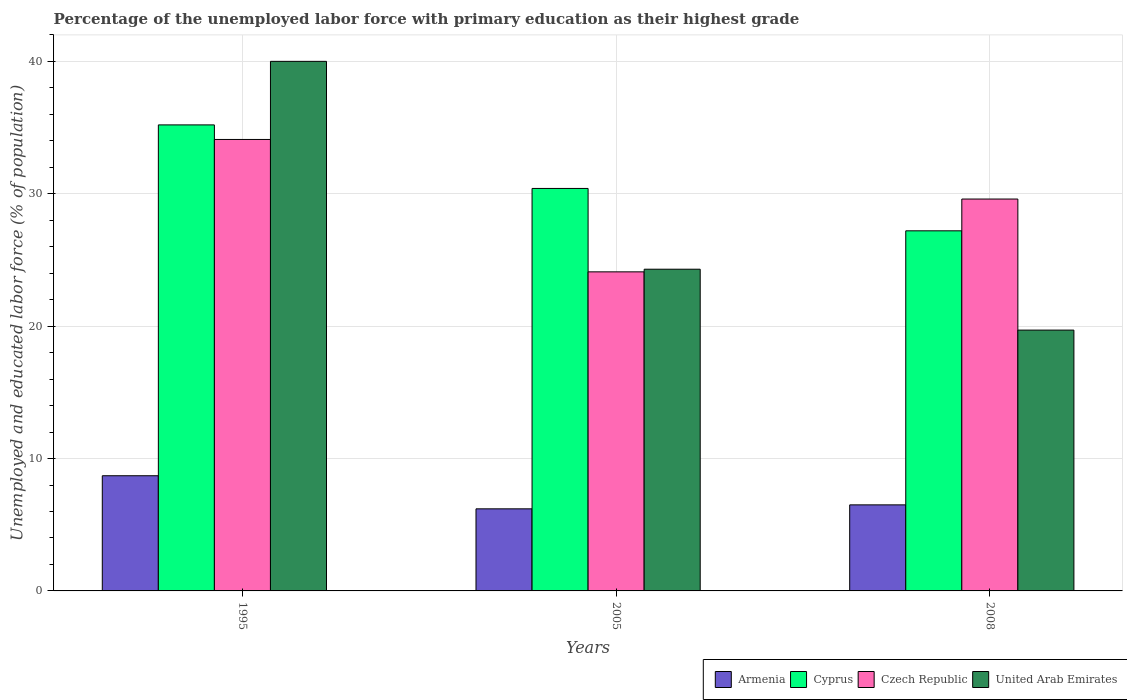 Percentage of the unemployed labor force with primary education as their highest grade
Unemployed and educated labor force (% of population)
40
30
20
10
0
1995
2005
2008
Years
Armenia
Cyprus
Czech Republic
United Arab Emirates